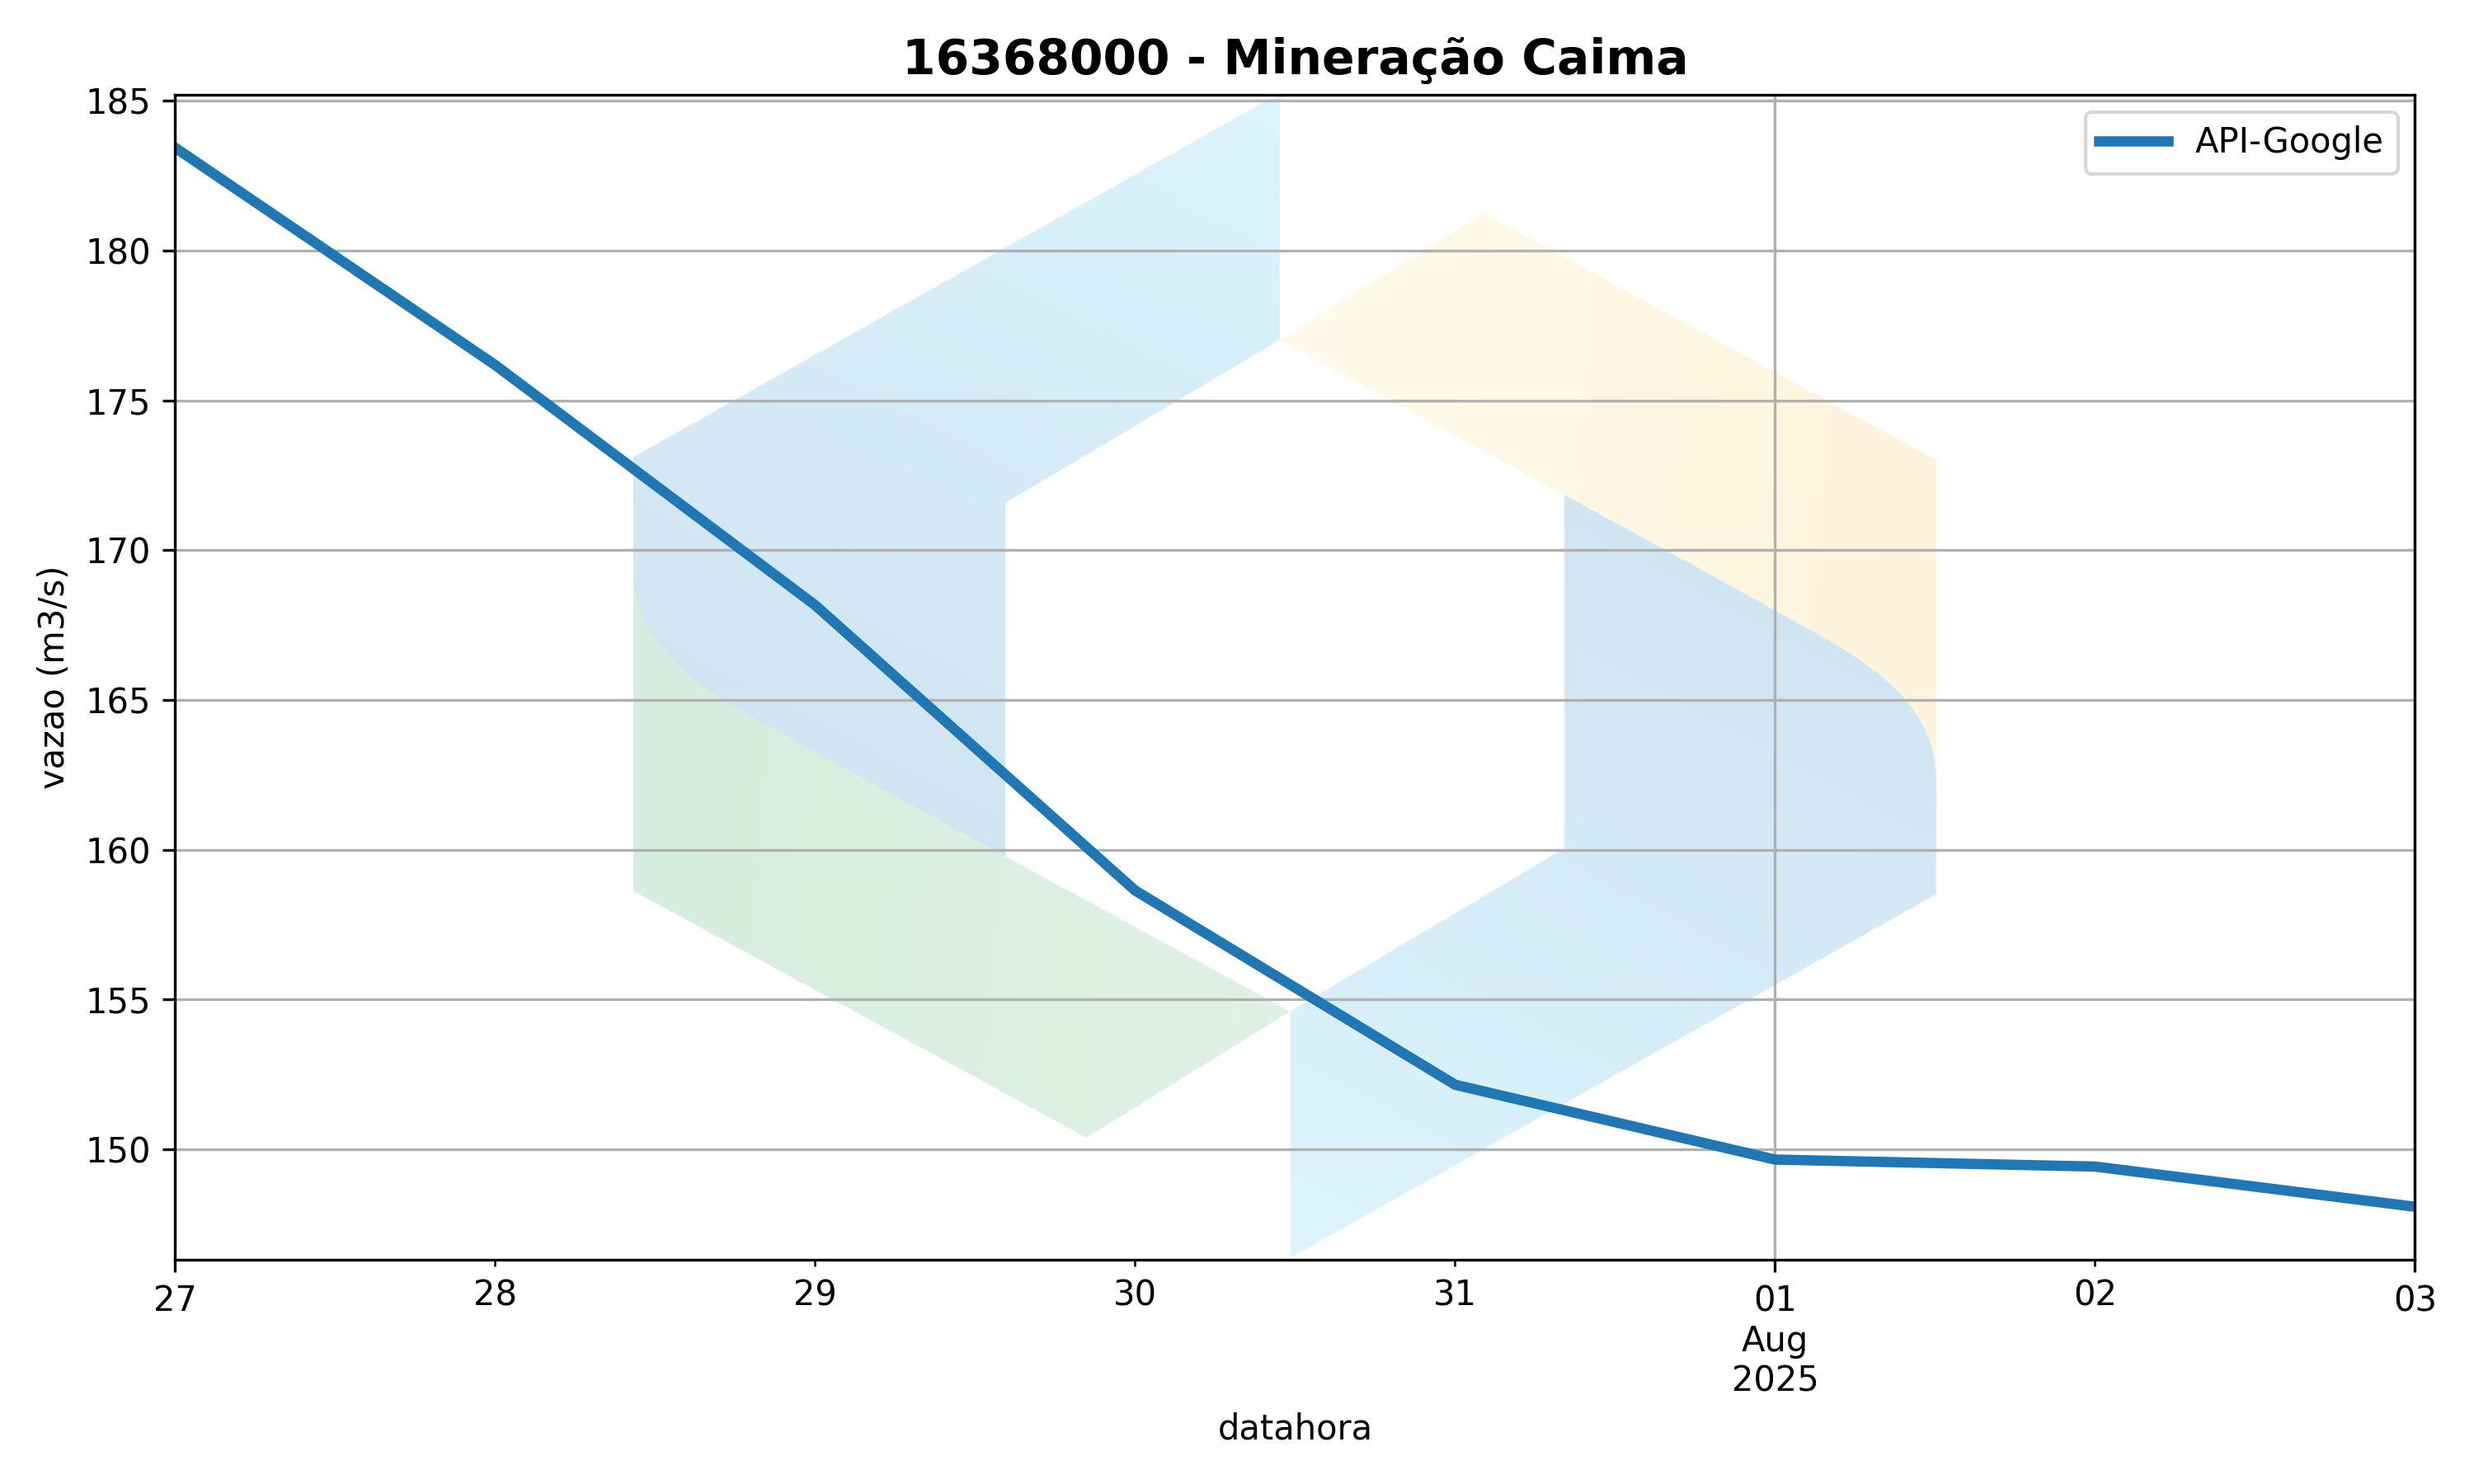 16368000 - Mineração Caima
API-Google
185
180
175
170
165
160
155
150
vazao (m3/s)
27 28 29 30 31 01 02 03
Aug
2025
datahora